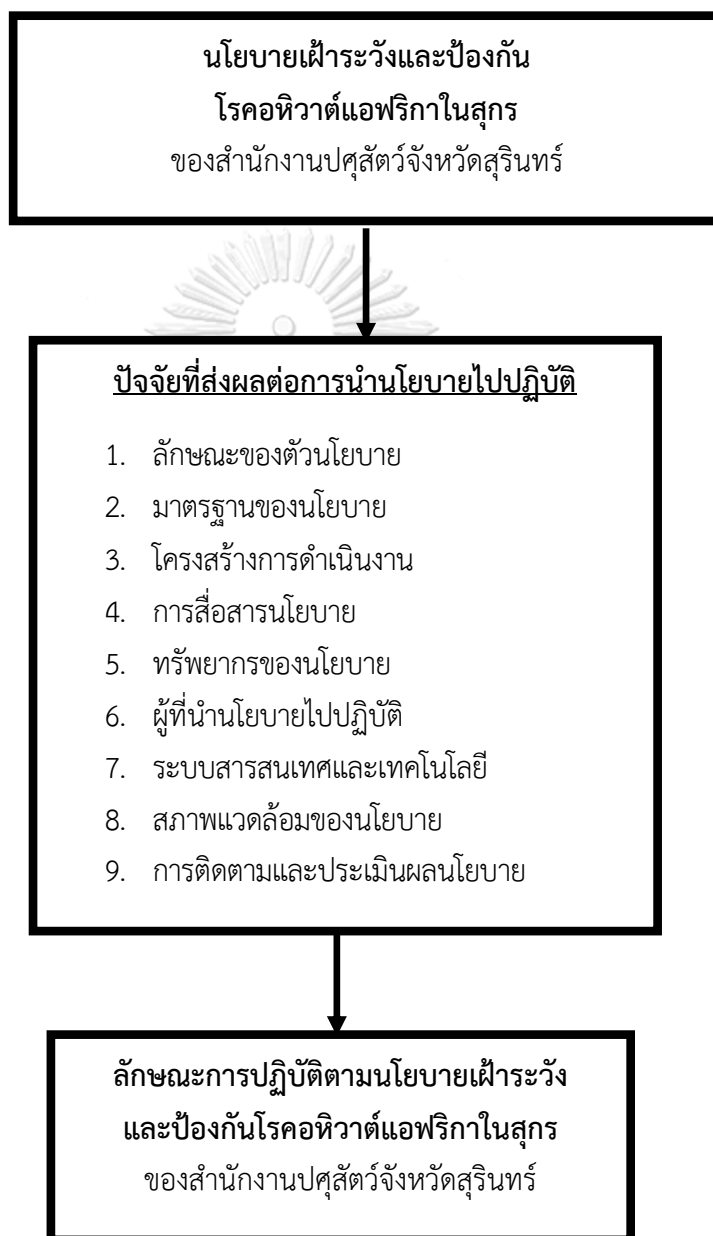 นโยบายเฝ้าระวังและป้องกัน
โรคอหิวาต์แอฟริกาในสุกร
ของสำนักงานปศุสัตว์จังหวัดสุรินทร์
ปัจจัยที่ส่งผลต่อการนำนโยบายไปปฏิบัติ
1. ลักษณะของตัวนโยบาย
2. มาตรฐานของนโยบาย
3. โครงสร้างการดำเนินงาน
4. การสื่อสารนโยบาย
5. ทรัพยากรของนโยบาย
6. ผู้ที่นำนโยบายไปปฏิบัติ
7. ระบบสารสนเทศและเทคโนโลยี
8. สภาพแวดล้อมของนโยบาย
9. การติดตามและประเมินผลนโยบาย
ลักษณะการปฏิบัติตามนโยบายเฝ้าระวัง
และป้องกันโรคอหิวาต์แอฟริกาในสุกร
ของสำนักงานปศุสัตว์จังหวัดสุรินทร์